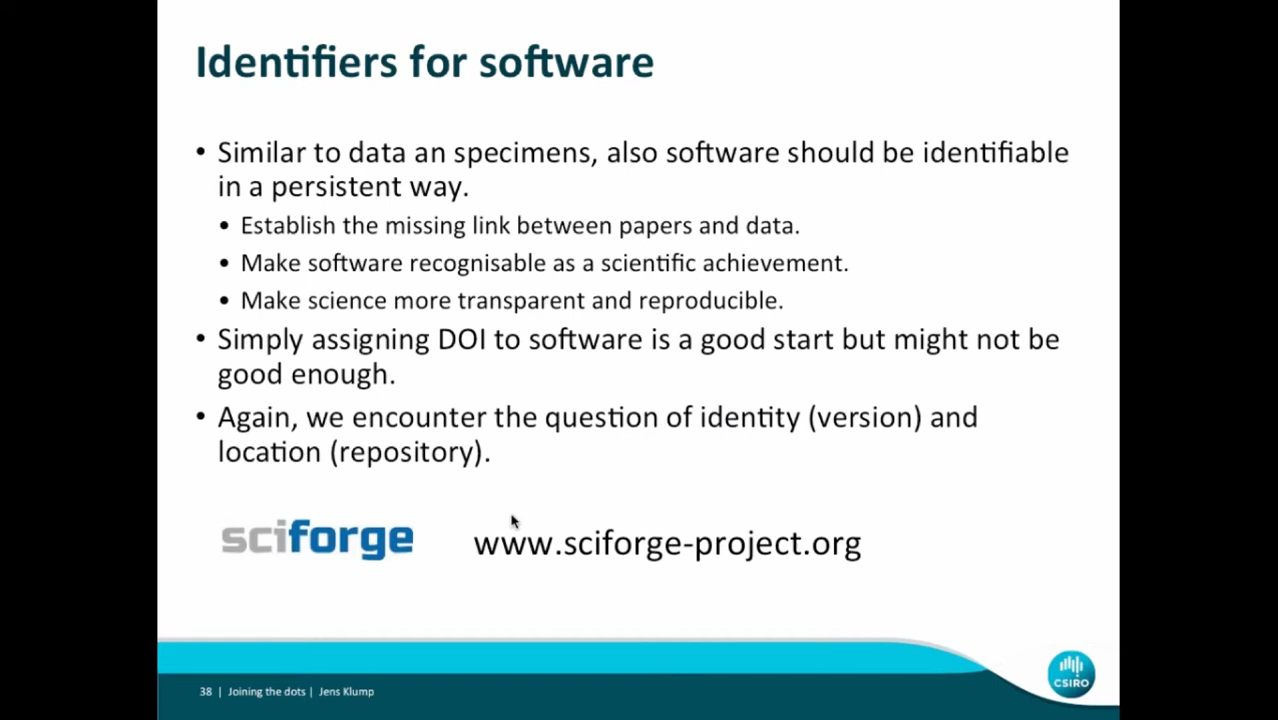 Identifiers for software
• Similar to data an specimens, also software should be identifiable
in a persistent way.
• Establish the missing link between papers and data.
• Make software recognisable as a scientific achievement.
• Make science more transparent and reproducible.
• Simply assigning DOI to software is a good start but might not be
good enough.
• Again, we encounter the question of identity (version) and
location (repository).
sciforge
www.sciforge-project.org
38 | Joining the dots | Jens Klump
CSIRO